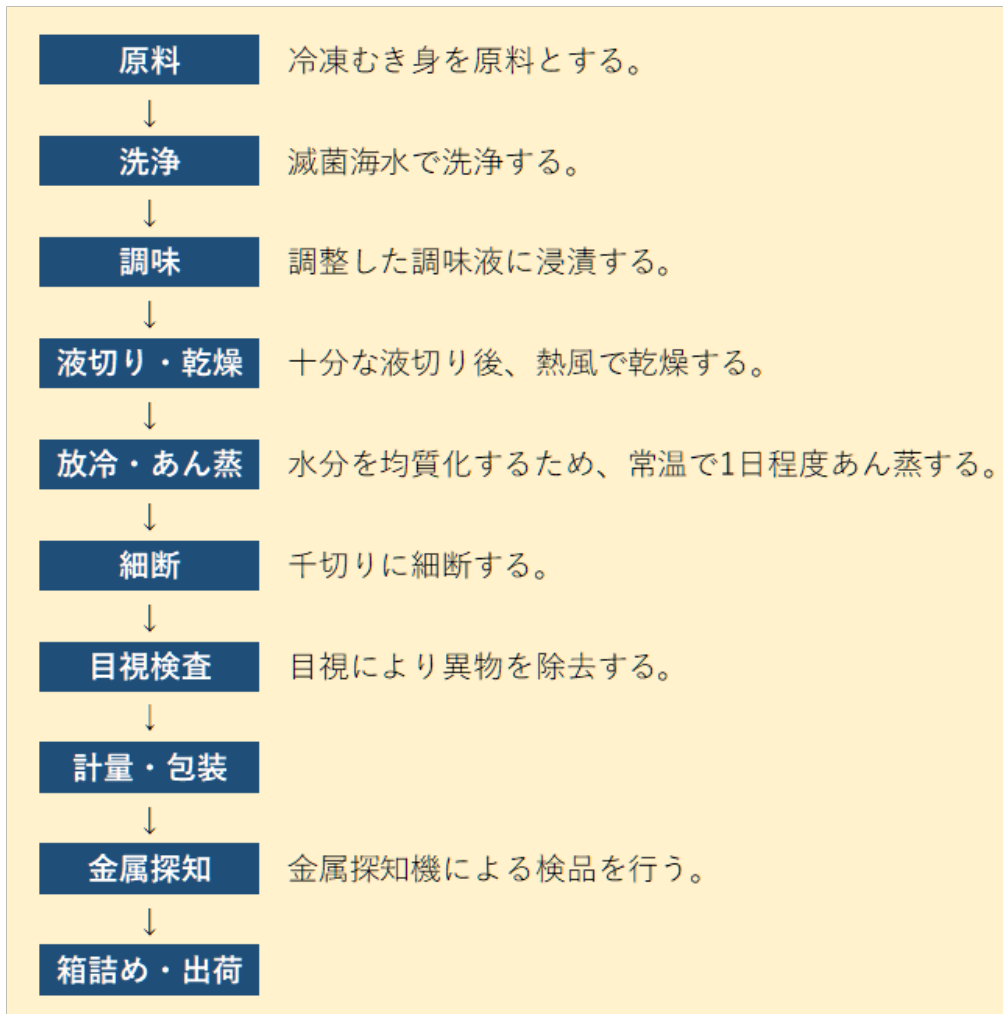 原料 冷凍むき身を原料とする。
↓
洗浄 滅菌海水で洗浄する。
↓
調味 調整した調味液に浸漬する。
↓
液切り・乾燥 十分な液切り後、熱風で乾燥する。
↓
放冷・あん蒸 水分を均質化するため、常温で1日程度あん蒸する。
↓
細断 千切りに細断する。
↓
目視検査 目視により異物を除去する。
↓
計量・包装
↓
金属探知 金属探知機による検品を行う。
↓
箱詰め・出荷